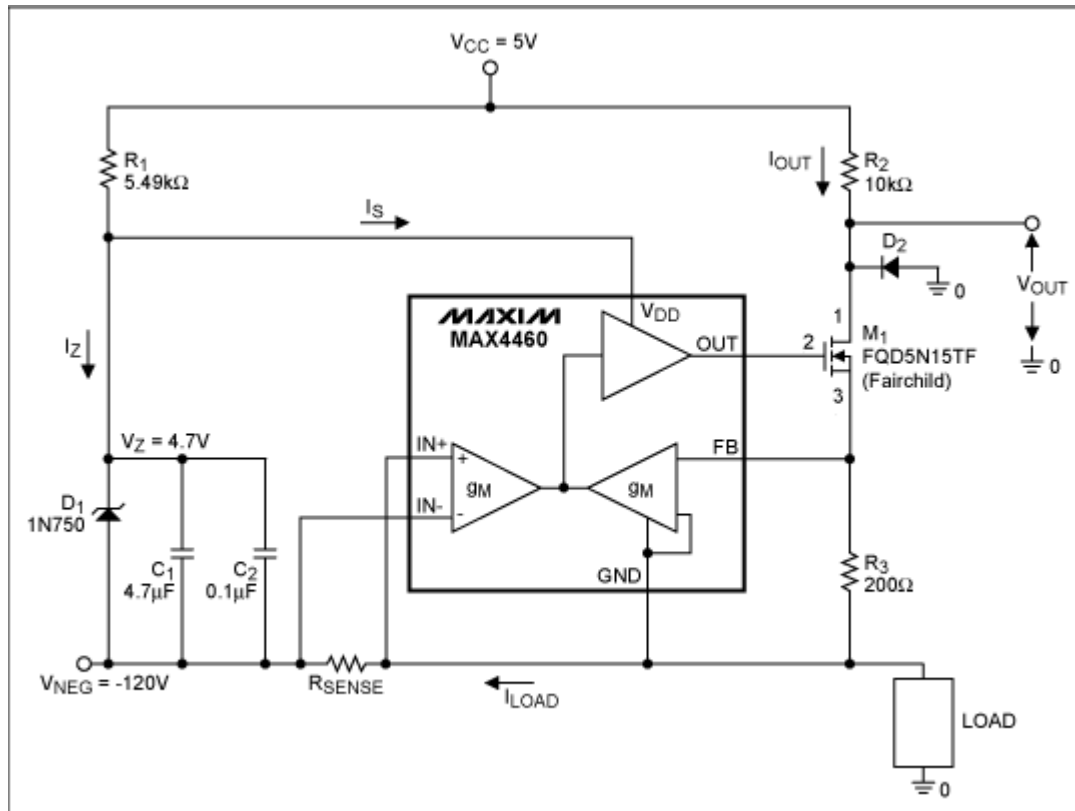 VCC = 5V
R1
5.49kΩ
IOUT
R2
10kΩ
IS
D2
0
VOUT
0
MAXIM
MAX4460
VDD
OUT
1
2
3
M1
FQD5N15TF
(Fairchild)
IZ
VZ = 4.7V
IN+
+
gM
IN-
-
gM
FB
D1
1N750
C1
4.7µF
C2
0.1µF
GND
R3
200Ω
VNEG = -120V
RSENSE
ILOAD
LOAD
0